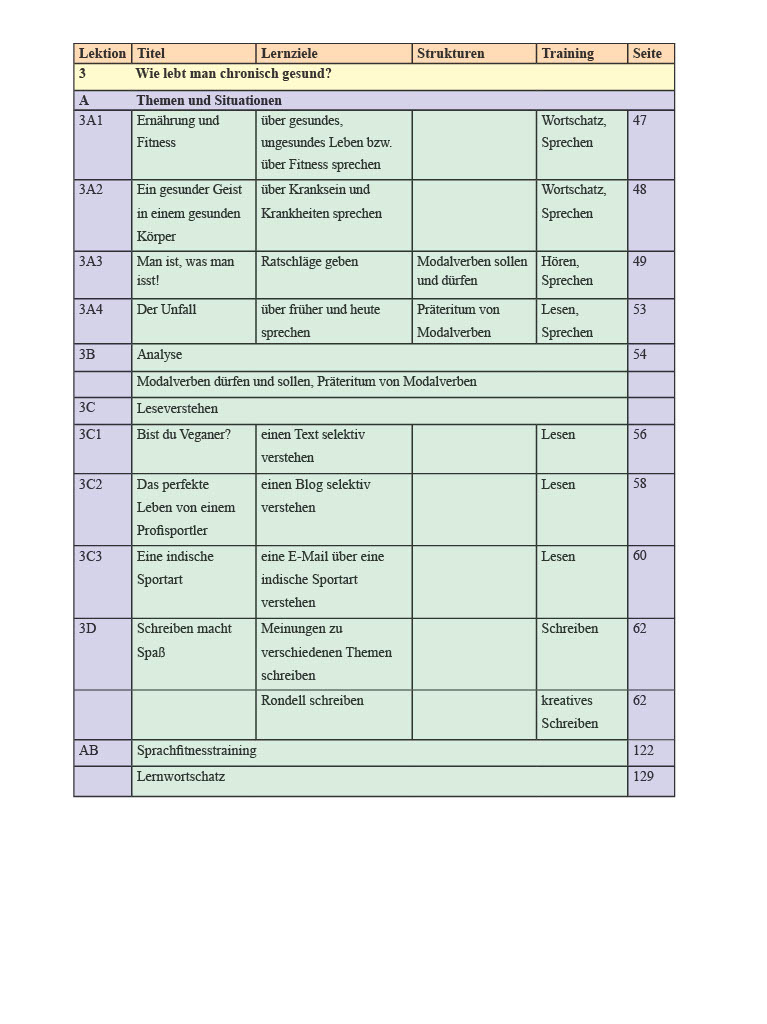 Lektion Titel Lernziele Strukturen Training Seite
3 Wie lebt man chronisch gesund?
A Themen und Situationen
3A1 Ernährung und über gesundes, Wortschatz, 47
Fitness ungesundes Leben bzw. Sprechen
über Fitness sprechen
3A2 Ein gesunder Geist über Kranksein und Wortschatz, 48
in einem gesunden Krankheiten sprechen Sprechen
Körper
3A3 Man ist, was man Ratschläge geben Modalverben sollen Hören, 49
isst! und dürfen Sprechen
3A4 Der Unfall über früher und heute Präteritum von Lesen, 53
sprechen Modalverben Sprechen
3B Analyse 54
Modalverben dürfen und sollen, Präteritum von Modalverben
3C Leseverstehen
3C1 Bist du Veganer? einen Text selektiv Lesen 56
verstehen
3C2 Das perfekte einen Blog selektiv Lesen 58
Leben von einem verstehen
Profisportler
3C3 Eine indische eine E-Mail über eine Lesen 60
Sportart indische Sportart
verstehen
3D Schreiben macht Meinungen zu Schreiben 62
Spaß verschiedenen Themen
schreiben
Rondell schreiben kreatives 62
Schreiben
AB Sprachfitnesstraining 122
Lernwortschatz 129